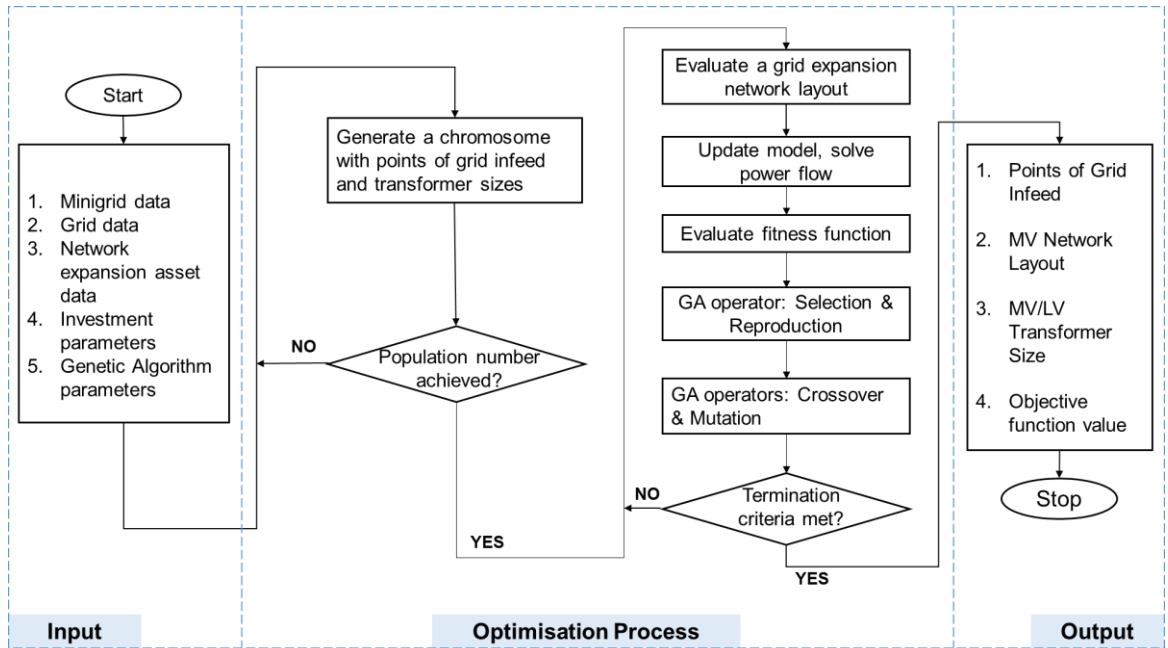 Start
1. Minigrid data
2. Grid data
3. Network
expansion asset
data
4. Investment
parameters
5. Genetic Algorithm
parameters
Generate a chromosome
with points of grid infeed
and transformer sizes
Population number
achieved?
NO
YES
Evaluate a grid expansion
network layout
Update model, solve
power flow
Evaluate fitness function
GA operator: Selection &
Reproduction
GA operators: Crossover
& Mutation
Termination
criteria met?
NO
YES
1. Points of Grid
Infeed
2. MV Network
Layout
3. MV/LV
Transformer
Size
4. Objective
function value
Stop
Input
Optimisation Process
Output